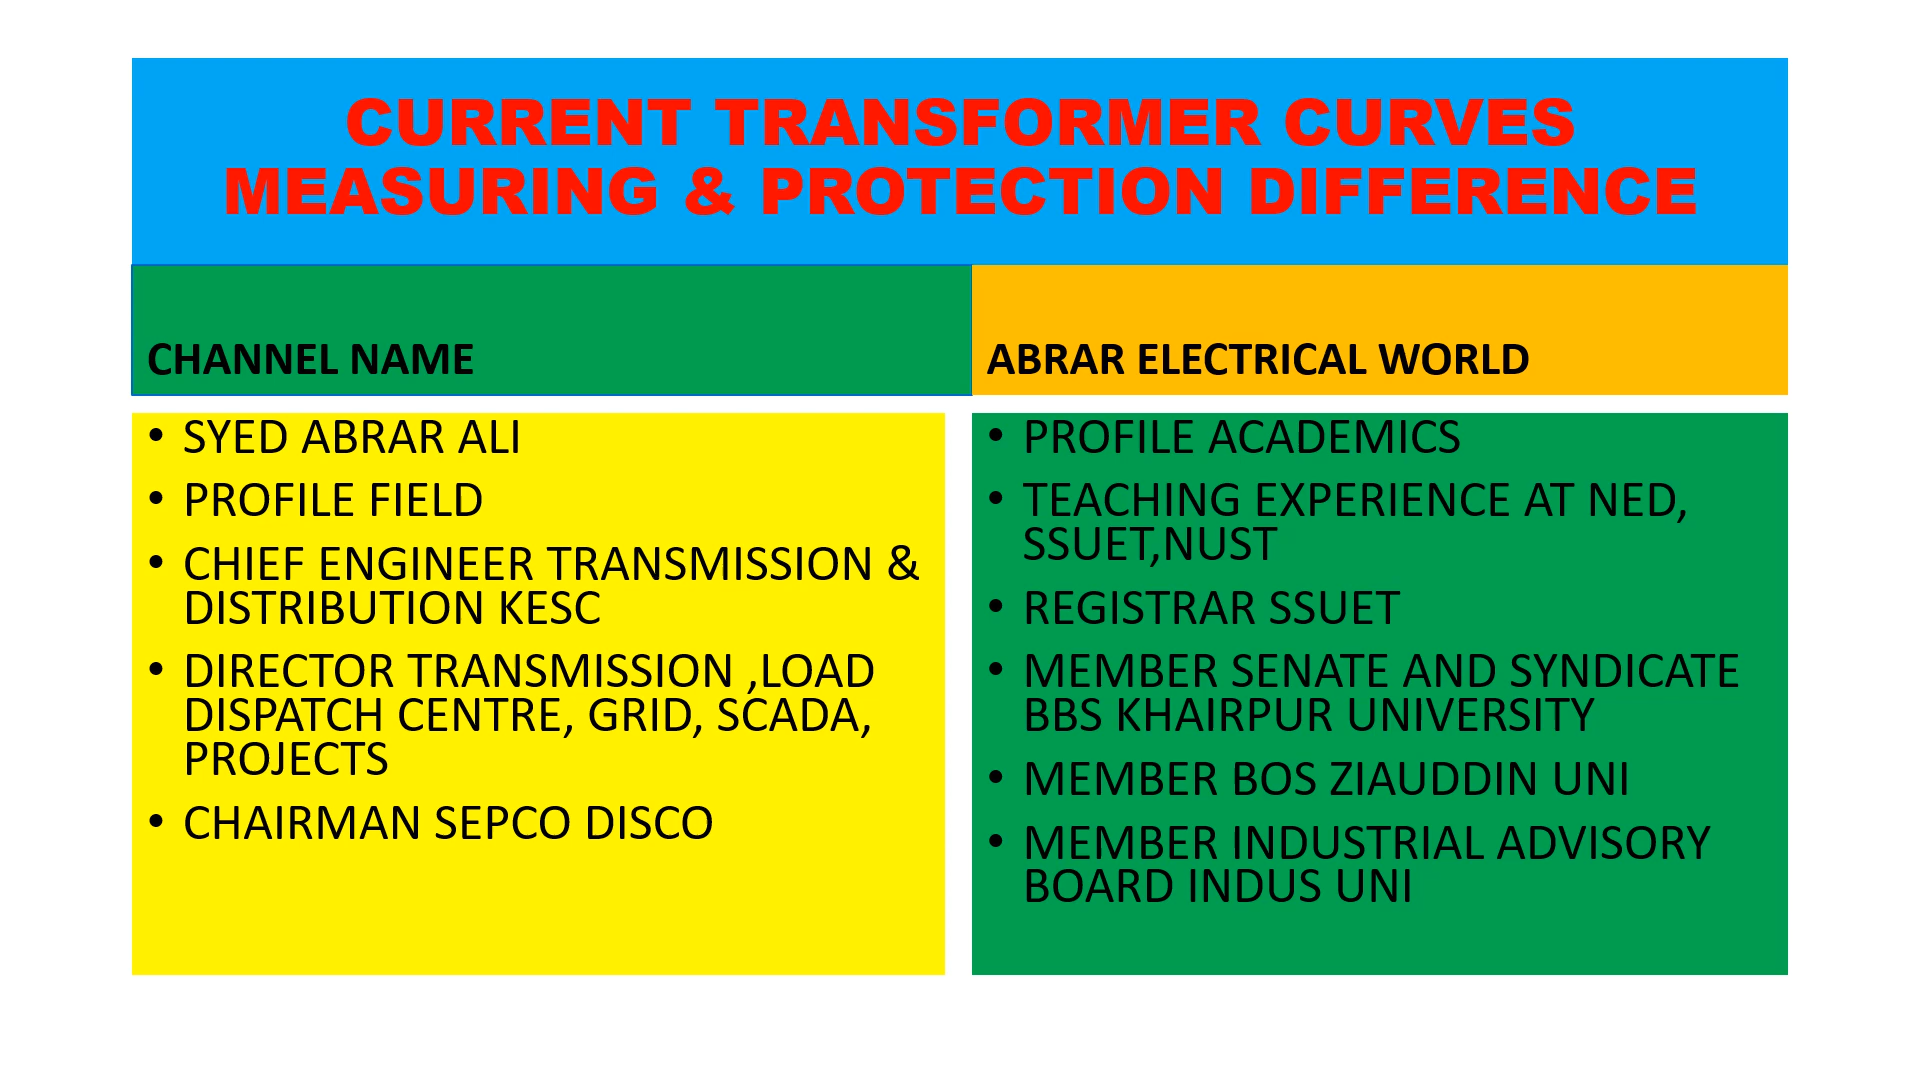 CURRENT TRANSFORMER CURVES
MEASURING & PROTECTION DIFFERENCE
CHANNEL NAME
ABRAR ELECTRICAL WORLD
• SYED ABRAR ALI
• PROFILE FIELD
• CHIEF ENGINEER TRANSMISSION &
DISTRIBUTION KESC
• DIRECTOR TRANSMISSION ,LOAD
DISPATCH CENTRE, GRID, SCADA,
PROJECTS
• CHAIRMAN SEPCO DISCO
• PROFILE ACADEMICS
• TEACHING EXPERIENCE AT NED,
SSUET,NUST
• REGISTRAR SSUET
• MEMBER SENATE AND SYNDICATE
BBS KHAIRPUR UNIVERSITY
• MEMBER BOS ZIAUDDIN UNI
• MEMBER INDUSTRIAL ADVISORY
BOARD INDUS UNI